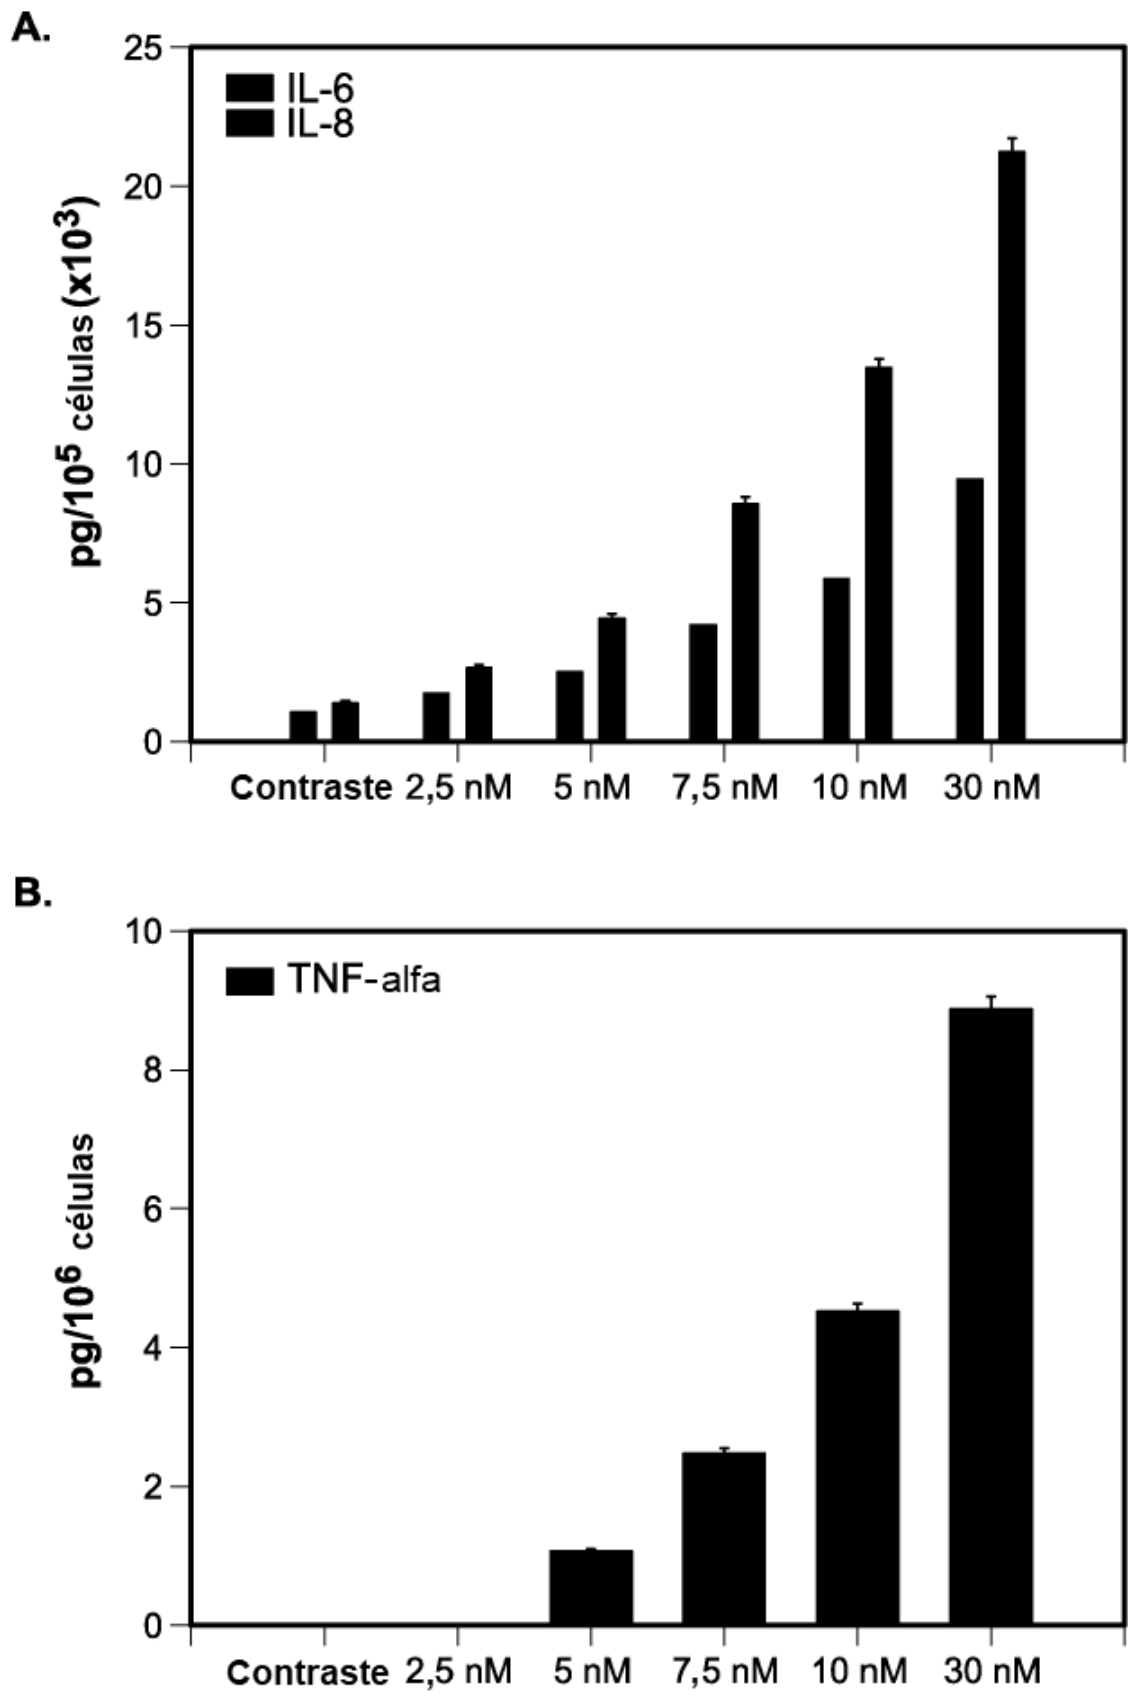 A.
25
IL-6
IL-8
20
15
10
5
0
pg/10⁵ células (x10³)
Contraste 2,5 nM 5 nM 7,5 nM 10 nM 30 nM
B.
10
TNF-alfa
8
6
4
2
0
pg/10⁶ células
Contraste 2,5 nM 5 nM 7,5 nM 10 nM 30 nM